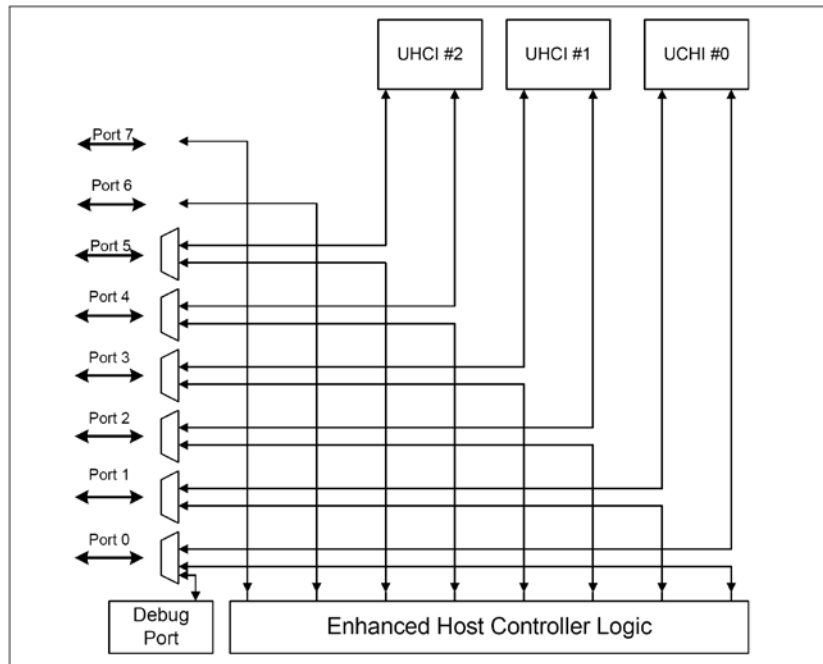 UHCI #2
UHCI #1
UCHI #0
Port 7
Port 6
Port 5
Port 4
Port 3
Port 2
Port 1
Port 0
Debug
Port
Enhanced Host Controller Logic